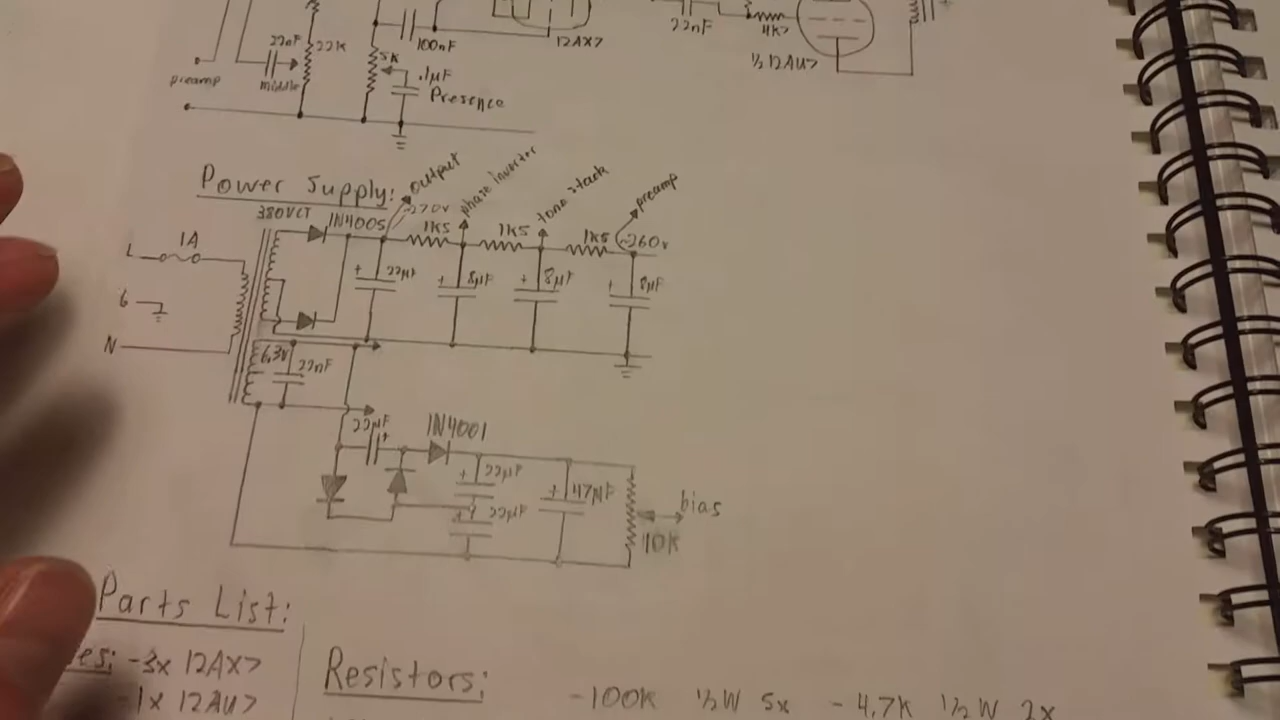 22nF
4K7
12AX7
½ 12AU7
22nF
22K
100nF
5K
preamp
middle
.1µF
Presence
Power Supply:
output
phase invertor
tone stack
preamp
380VCT
1N4005
~270v
1K5
1K5
1K5
~260v
L
1A
22µF
8µF
8µF
8µF
G
N
6,3v
22nF
22µF
1N4001
22µF
47µF
22µF
bias
10K
Parts List:
es: -3x 12AX7
-1x 12AU7
Resistors:
-100K ½W 5x
-4.7K ½W 2x